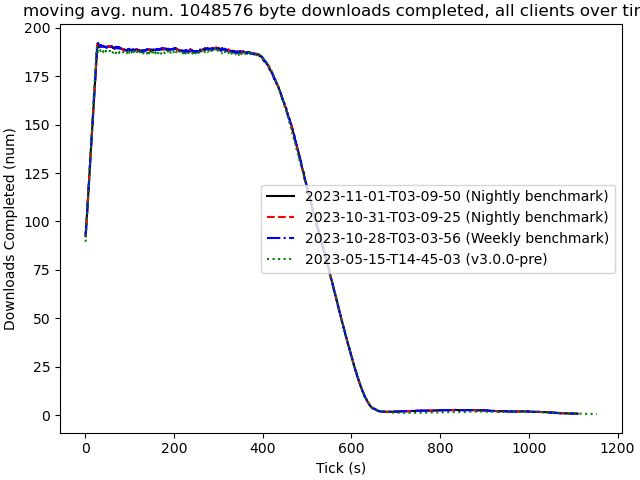 moving avg. num. 1048576 byte downloads completed, all clients over
200
175
150
125
100
75
50
25
0
Downloads Completed (num)
2023-11-01-T03-09-50 (Nightly benchmark)
2023-10-31-T03-09-25 (Nightly benchmark)
2023-10-28-T03-03-56 (Weekly benchmark)
2023-05-15-T14-45-03 (v3.0.0-pre)
0 200 400 600 800 1000 1200
Tick (s)